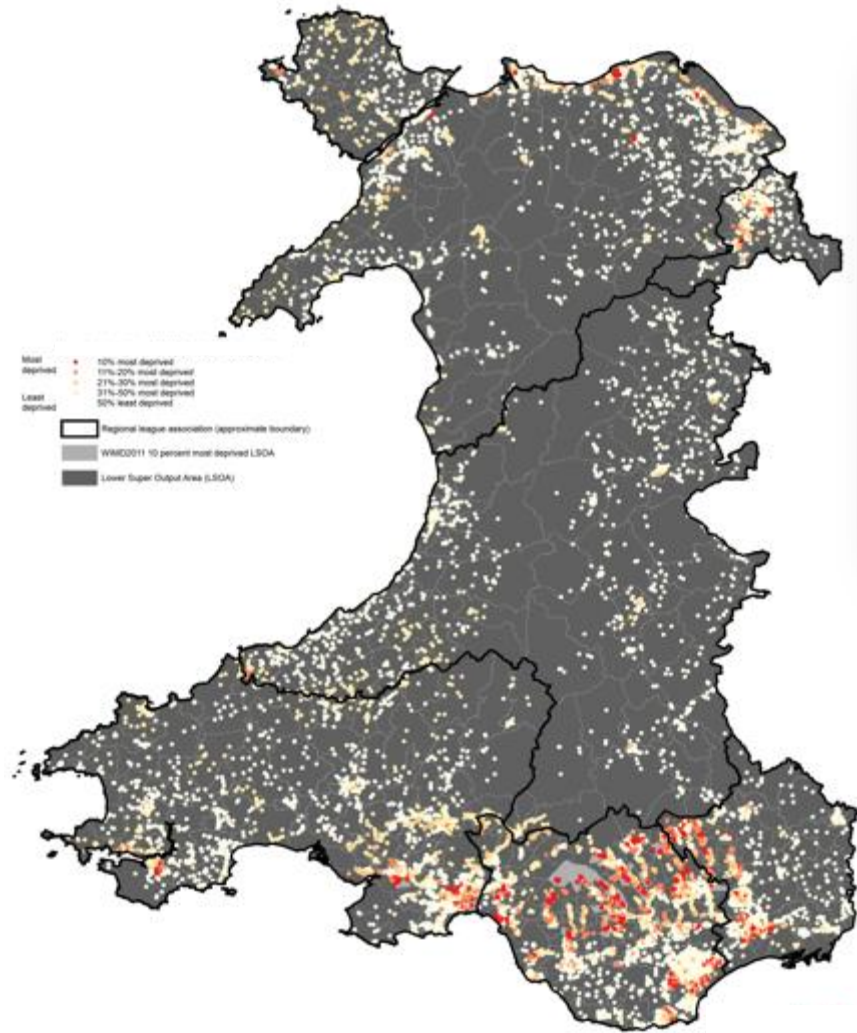 Most
deprived
10% most deprived
11%-20% most deprived
21%-30% most deprived
31%-50% most deprived
Least
deprived
50% least deprived
Regional league association (approximate boundary)
WIMD2011 10 percent most deprived LSOA
Lower Super Output Area (LSOA)